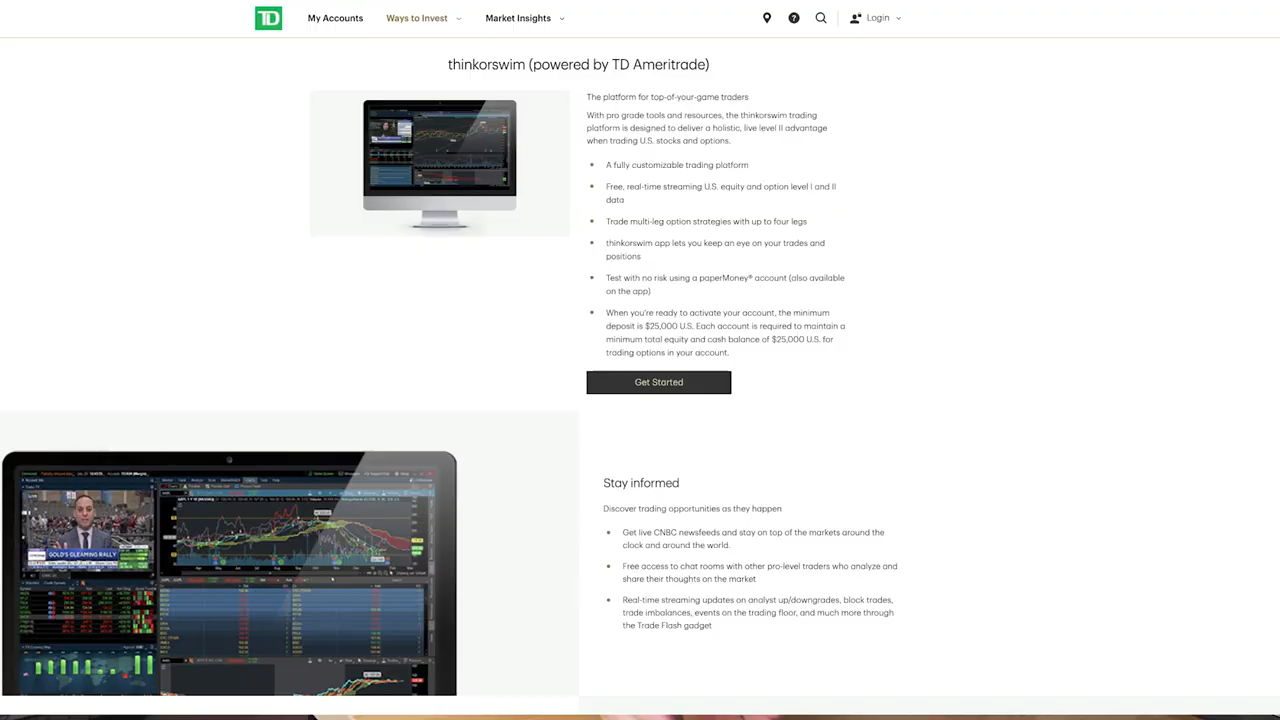 TD
My Accounts
Ways to Invest
Market Insights
Login
thinkorswim (powered by TD Ameritrade)
The platform for top-of-your-game traders
With pro grade tools and resources, the thinkorswim trading
platform is designed to deliver a holistic, live level II advantage
when trading U.S. stocks and options.
A fully customizable trading platform
Free, real-time streaming U.S. equity and option level I and II
data
Trade multi-leg option strategies with up to four legs
thinkorswim app lets you keep an eye on your trades and
positions
Test with no risk using a paperMoney® account (also available
on the app)
When you're ready to activate your account, the minimum
deposit is $25,000 U.S. Each account is required to maintain a
minimum total equity and cash balance of $25,000 U.S. for
trading options in your account.
Get Started
GOLD'S GLEAMING RALLY
Stay informed
Discover trading opportunities as they happen
Get live CNBC newsfeeds and stay on top of the markets around the
clock and around the world.
Free access to chat rooms with other pro-level traders who analyze and
share their thoughts on the market
Real-time streaming updates on analyst up/downgrades, block trades,
trade imbalances, events on the trading floor, and much more through
the Trade Flash gadget